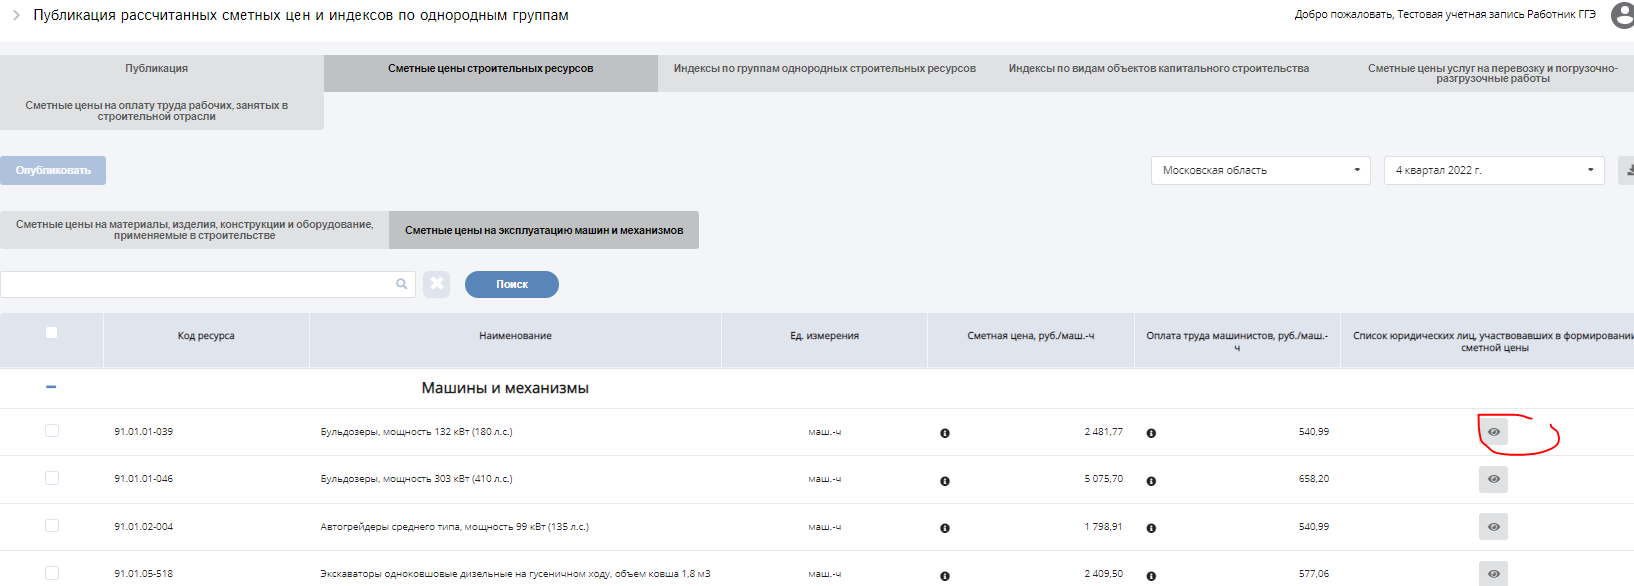 Публикация рассчитанных сметных цен и индексов по однородным группам
Добро пожаловать, Тестовая учетная запись Работник ГГЭ
Публикация
Сметные цены строительных ресурсов
Индексы по группам однородных строительных ресурсов
Индексы по видам объектов капитального строительства
Сметные цены услуг на перевозку и погрузочно-
разгрузочные работы
Сметные цены на оплату труда рабочих, занятых в
строительной отрасли
Опубликовать
Московская область
4 квартал 2022 г.
Сметные цены на материалы, изделия, конструкции и оборудование,
применяемые в строительстве
Сметные цены на эксплуатацию машин и механизмов
Поиск
Код ресурса
Наименование
Ед. измерения
Сметная цена, руб./маш.-ч
Оплата труда машинистов, руб./маш.-
ч
Список юридических лиц, участвовавших в формировании
сметной цены
Машины и механизмы
91.01.01-039 Бульдозеры, мощность 132 кВт (180 л.с.) маш.-ч 2 481,77 540,99
91.01.01-046 Бульдозеры, мощность 303 кВт (410 л.с.) маш.-ч 5 075,70 658,20
91.01.02-004 Автогрейдеры среднего типа, мощность 99 кВт (135 л.с.) маш.-ч 1 798,91 540,99
91.01.05-518 Экскаваторы одноковшовые дизельные на гусеничном ходу, объем ковша 1,8 м3 маш.-ч 2 409,50 577,06